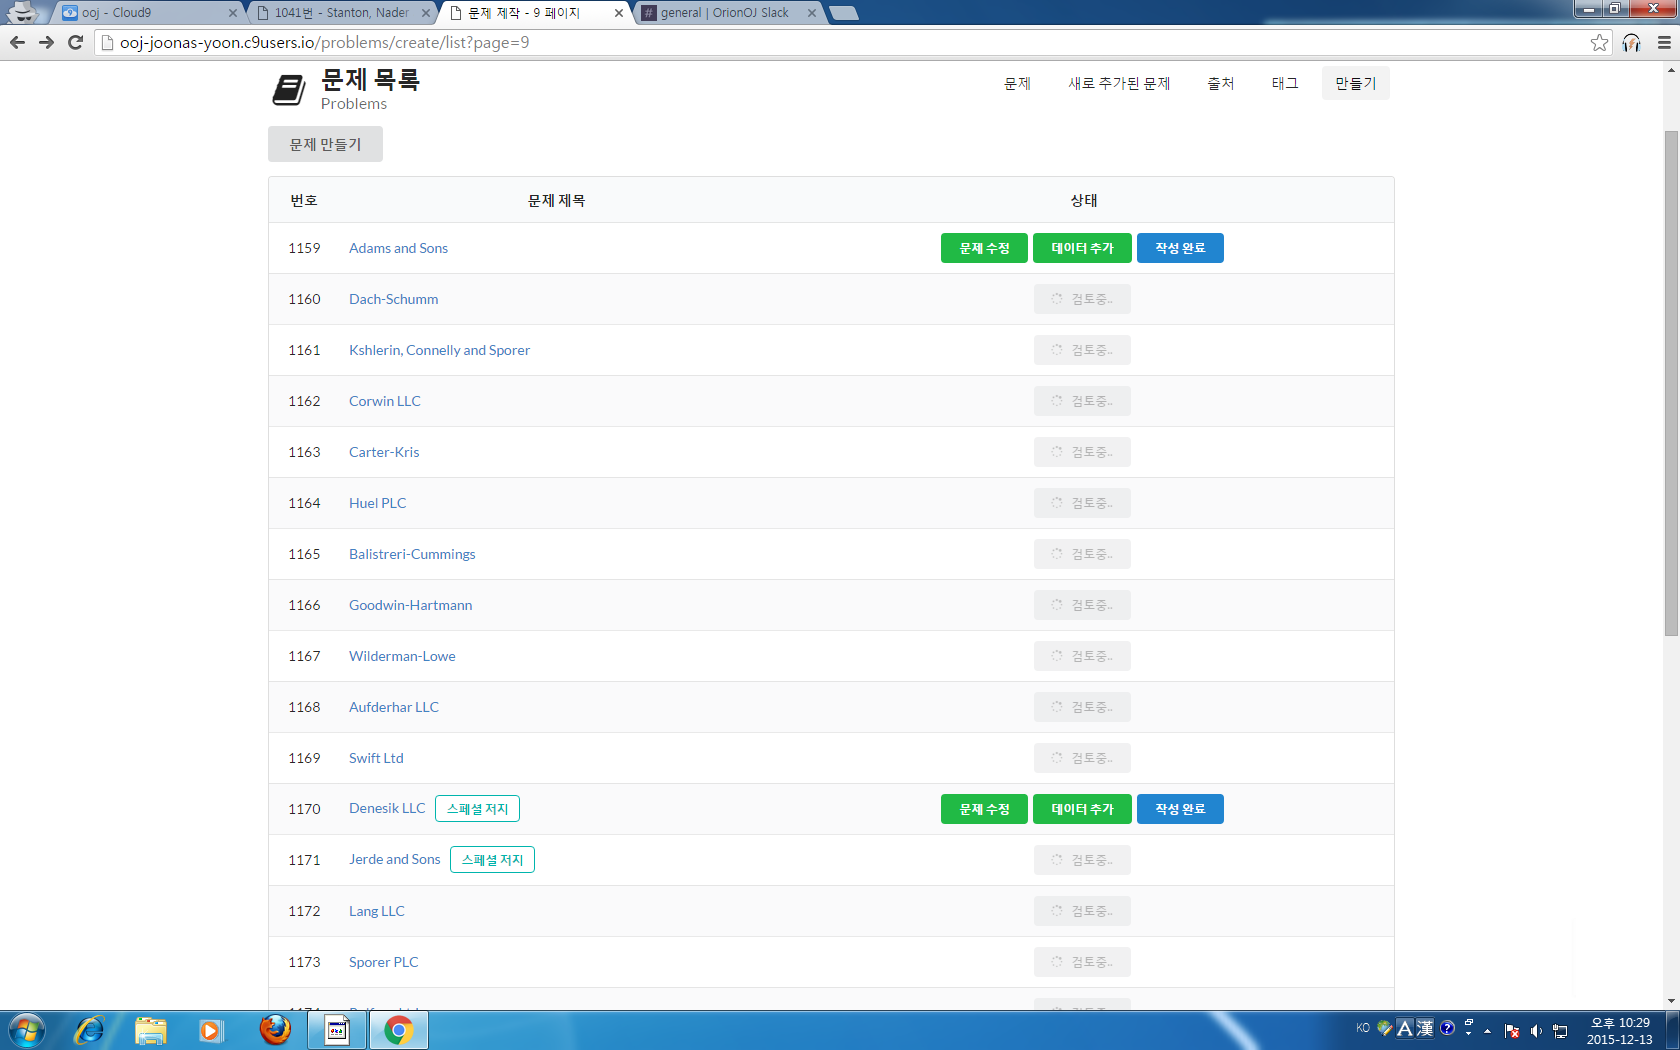 ooj - Cloud9
1041번 - Stanton, Nader
문제 제작 - 9 페이지
general | OrionOJ Slack
ooj-joonas-yoon.c9users.io/problems/create/list?page=9
문제 목록
Problems
문제 새로 추가된 문제 출처 태그 만들기
문제 만들기
번호 문제 제목 상태
1159 Adams and Sons 문제 수정 데이터 추가 작성 완료
1160 Dach-Schumm 검토중..
1161 Kshlerin, Connelly and Sporer 검토중..
1162 Corwin LLC 검토중..
1163 Carter-Kris 검토중..
1164 Huel PLC 검토중..
1165 Balistreri-Cummings 검토중..
1166 Goodwin-Hartmann 검토중..
1167 Wilderman-Lowe 검토중..
1168 Aufderhar LLC 검토중..
1169 Swift Ltd 검토중..
1170 Denesik LLC 스페셜 저지 문제 수정 데이터 추가 작성 완료
1171 Jerde and Sons 스페셜 저지 검토중..
1172 Lang LLC 검토중..
1173 Sporer PLC 검토중..
KO A 漢 오후 10:29
2015-12-13